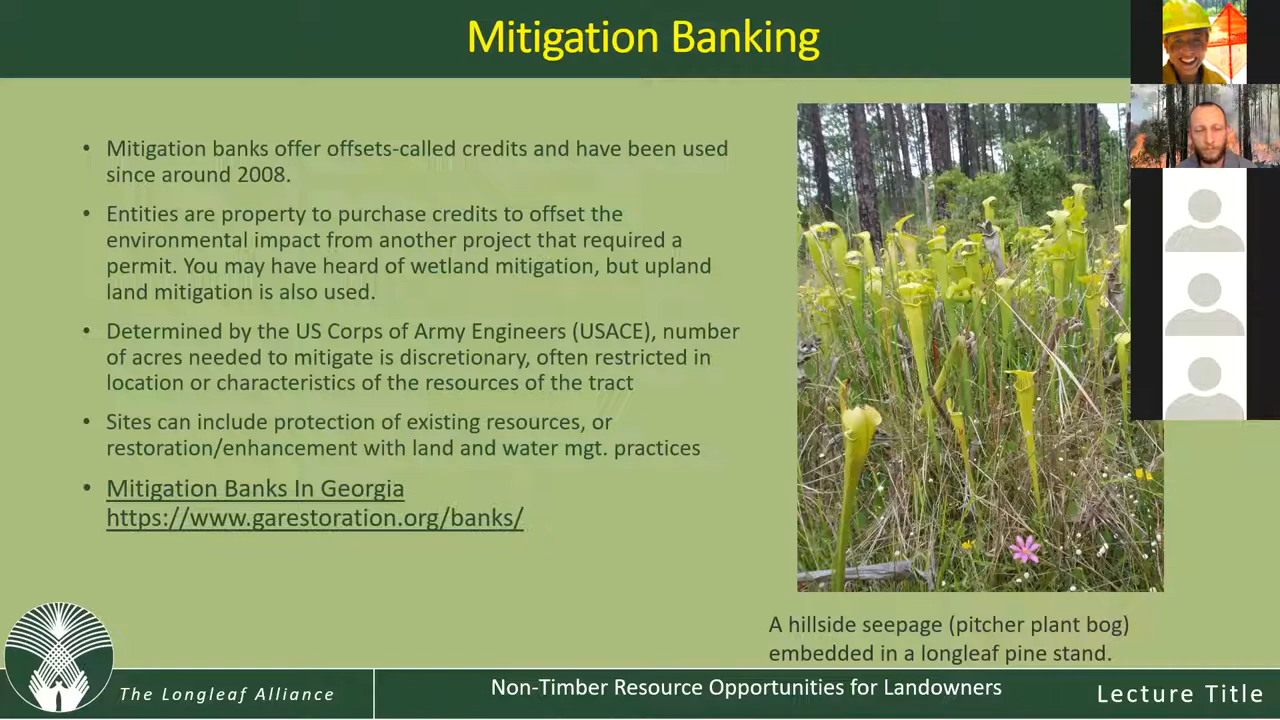 Mitigation Banking
• Mitigation banks offer offsets-called credits and have been used
since around 2008.
• Entities are property to purchase credits to offset the
environmental impact from another project that required a
permit. You may have heard of wetland mitigation, but upland
land mitigation is also used.
• Determined by the US Corps of Army Engineers (USACE), number
of acres needed to mitigate is discretionary, often restricted in
location or characteristics of the resources of the tract
• Sites can include protection of existing resources, or
restoration/enhancement with land and water mgt. practices
• Mitigation Banks In Georgia
https://www.garestoration.org/banks/
A hillside seepage (pitcher plant bog)
embedded in a longleaf pine stand.
The Longleaf Alliance
Non-Timber Resource Opportunities for Landowners
Lecture Title